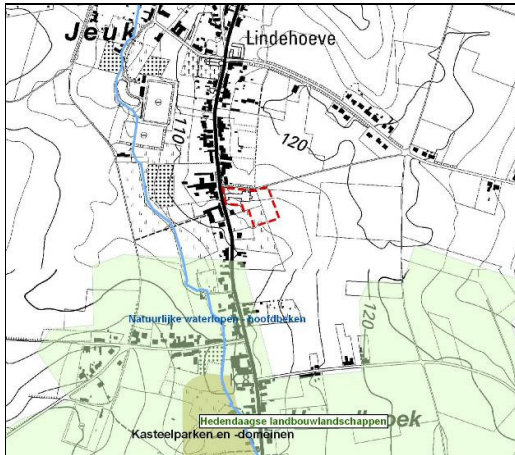 Jeuk
Lindehoeve
110
120
Natuurlijke waterlopen - hoofdbeken
120
Hedendaagse landbouwlandschappen
Kasteelparken en -domeinen